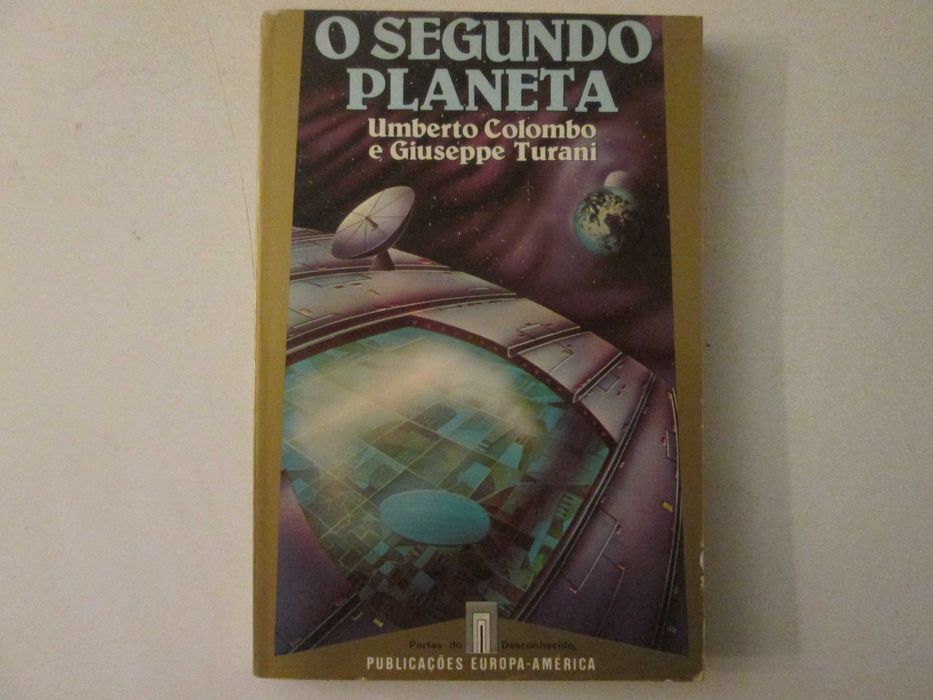 O SEGUNDO
PLANETA
Umberto Colombo
e Giuseppe Turani
Portas do Desconhecido
PUBLICAÇÕES EUROPA-AMÉRICA